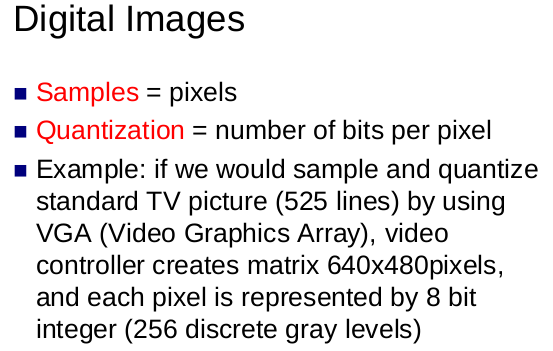 Digital Images
■ Samples = pixels
■ Quantization = number of bits per pixel
■ Example: if we would sample and quantize
standard TV picture (525 lines) by using
VGA (Video Graphics Array), video
controller creates matrix 640x480pixels,
and each pixel is represented by 8 bit
integer (256 discrete gray levels)